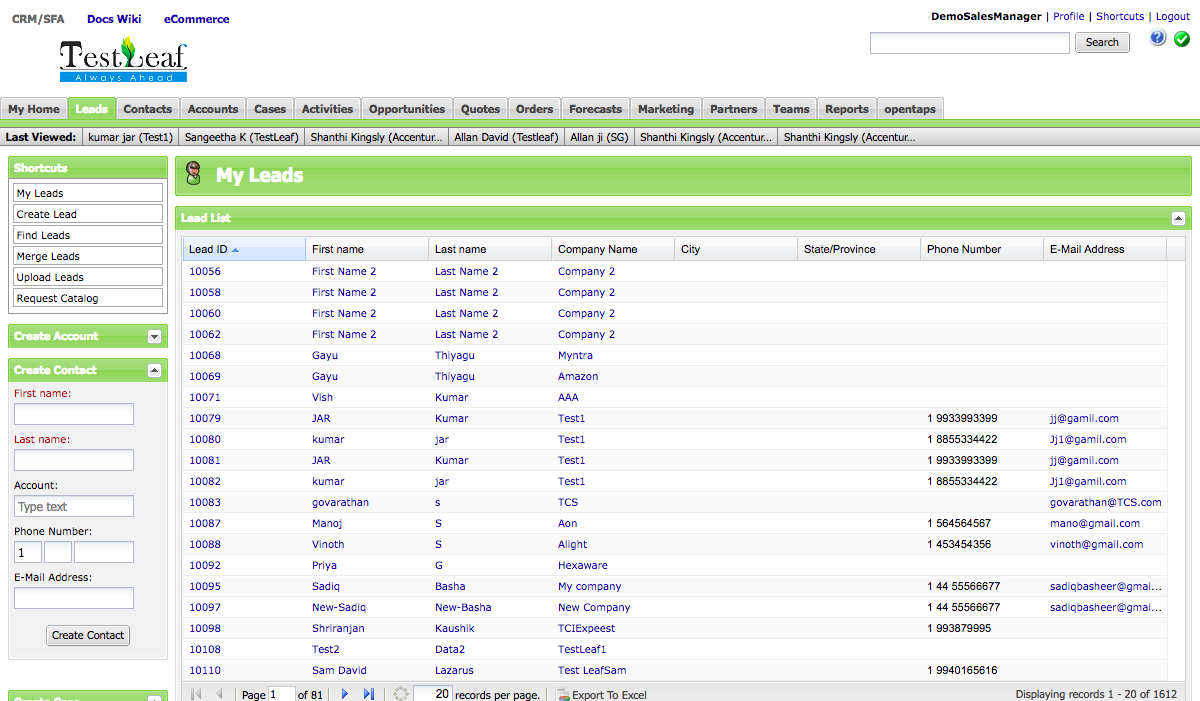 CRM/SFA Docs Wiki eCommerce
DemoSalesManager | Profile | Shortcuts | Logout
TestLeaf
Always Ahead
Search
My Home Leads Contacts Accounts Cases Activities Opportunities Quotes Orders Forecasts Marketing Partners Teams Reports opentaps
Last Viewed: kumar jar (Test1) Sangeetha K (TestLeaf) Shanthi Kingsly (Accentur... Allan David (Testleaf) Allan ji (SG) Shanthi Kingsly (Accentur... Shanthi Kingsly (Accentur...
Shortcuts
My Leads
Create Lead
Find Leads
Merge Leads
Upload Leads
Request Catalog
Create Account
Create Contact
First name:
Last name:
Account:
Type text
Phone Number:
1
E-Mail Address:
Create Contact
Create Case
My Leads
Lead List
Lead ID First name Last name Company Name City State/Province Phone Number E-Mail Address
10056 First Name 2 Last Name 2 Company 2
10058 First Name 2 Last Name 2 Company 2
10060 First Name 2 Last Name 2 Company 2
10062 First Name 2 Last Name 2 Company 2
10068 Gayu Thiyagu Myntra
10069 Gayu Thiyagu Amazon
10071 Vish Kumar AAA
10079 JAR Kumar Test1 1 9933993399 jj@gamil.com
10080 kumar jar Test1 1 8855334422 Jj1@gamil.com
10081 JAR Kumar Test1 1 9933993399 jj@gamil.com
10082 kumar jar Test1 1 8855334422 Jj1@gamil.com
10083 govarathan s TCS govarathan@TCS.com
10087 Manoj S Aon 1 564564567 mano@gmail.com
10088 Vinoth S Alight 1 453454356 vinoth@gmail.com
10092 Priya G Hexaware
10095 Sadiq Basha My company 1 44 55566677 sadiqbasheer@gmai...
10097 New-Sadiq New-Basha New Company 1 44 55566677 sadiqbasheer@gmai...
10098 Shriranjan Kaushik TCIExpeest 1 993879995
10108 Test2 Data2 TestLeaf1
10110 Sam David Lazarus Test LeafSam 1 9940165616
Page 1 of 81 20 records per page. Export To Excel Displaying records 1 - 20 of 1612